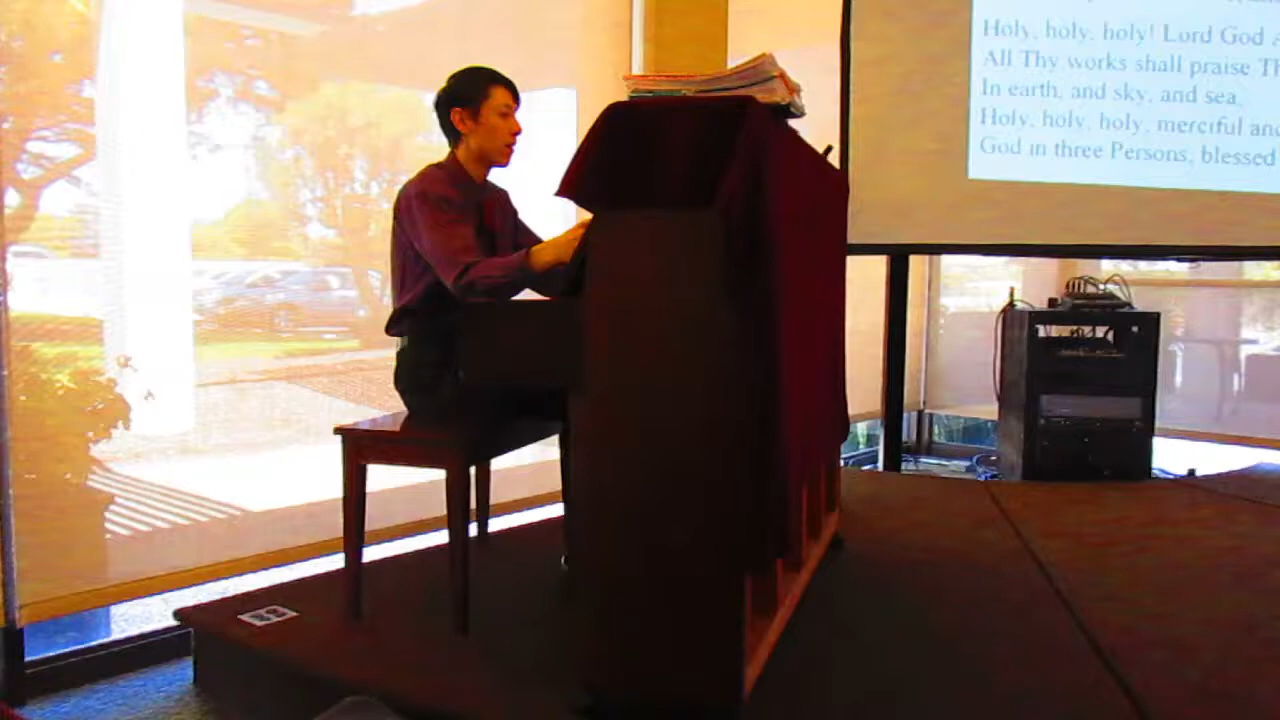 Holy, holy, holy! Lord God
All Thy works shall praise
In earth, and sky, and sea,
Holy, holy, holy, merciful and
God in three Persons, blessed